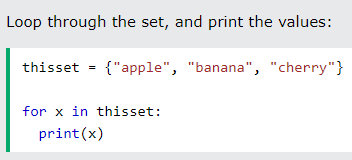 Loop through the set, and print the values:
thisset = {"apple", "banana", "cherry"}
for x in thisset:
  print(x)